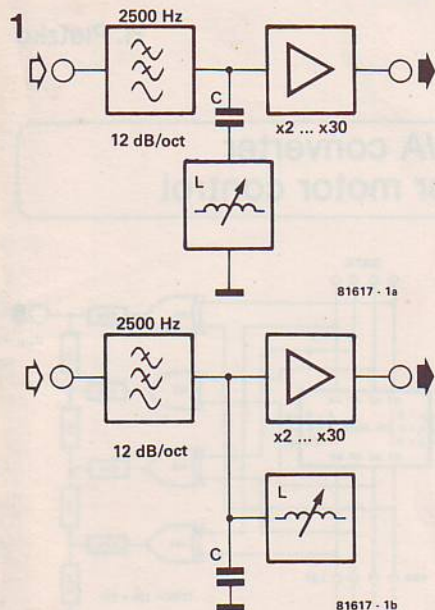 1
2500 Hz
C
12 dB/oct
x2 ... x30
L
81617 - 1a
2500 Hz
12 dB/oct
x2 ... x30
L
C
81617 - 1b